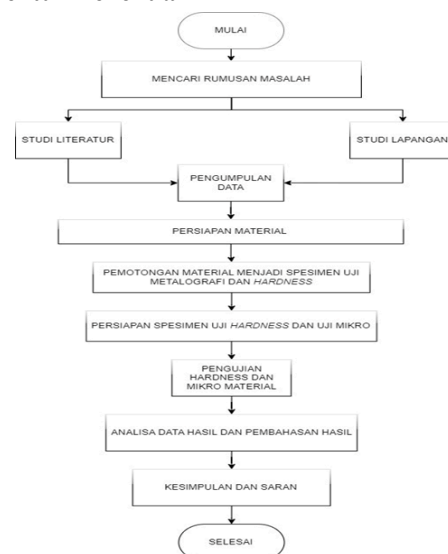 MULAI
MENCARI RUMUSAN MASALAH
STUDI LITERATUR
STUDI LAPANGAN
PENGUMPULAN
DATA
PERSIAPAN MATERIAL
PEMOTONGAN MATERIAL MENJADI SPESIMEN UJI
METALOGRAFI DAN HARDNESS
PERSIAPAN SPESIMEN UJI HARDNESS DAN UJI MIKRO
PENGUJIAN
HARDNESS DAN
MIKRO MATERIAL
ANALISA DATA HASIL DAN PEMBAHASAN HASIL
KESIMPULAN DAN SARAN
SELESAI